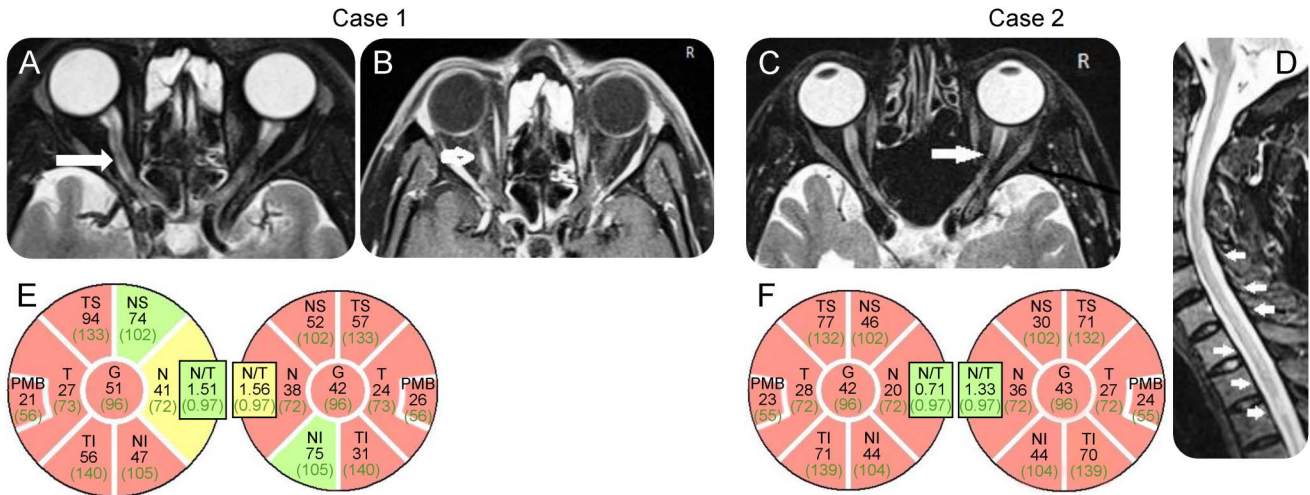 Case 1
Case 2
A
B
R
C
R
D
E
TS
94
(133)
NS
74
(102)
N
41
(72)
NI
47
(105)
TI
56
(140)
T
27
(73)
PMB
21
(56)
G
51
(96)
N/T
1.51
(0.97)
N/T
1.56
(0.97)
NS
52
(102)
TS
57
(133)
N
38
(72)
G
42
(96)
T
24
(73)
PMB
26
(56)
NI
75
(105)
TI
31
(140)
F
TS
77
(132)
NS
46
(102)
PMB
23
(55)
T
28
(72)
G
42
(96)
N
20
(72)
TI
71
(139)
NI
44
(104)
N/T
0.71
(0.97)
N/T
1.33
(0.97)
NS
30
(102)
TS
71
(132)
N
36
(72)
G
43
(96)
T
27
(72)
PMB
24
(55)
NI
44
(104)
TI
70
(139)